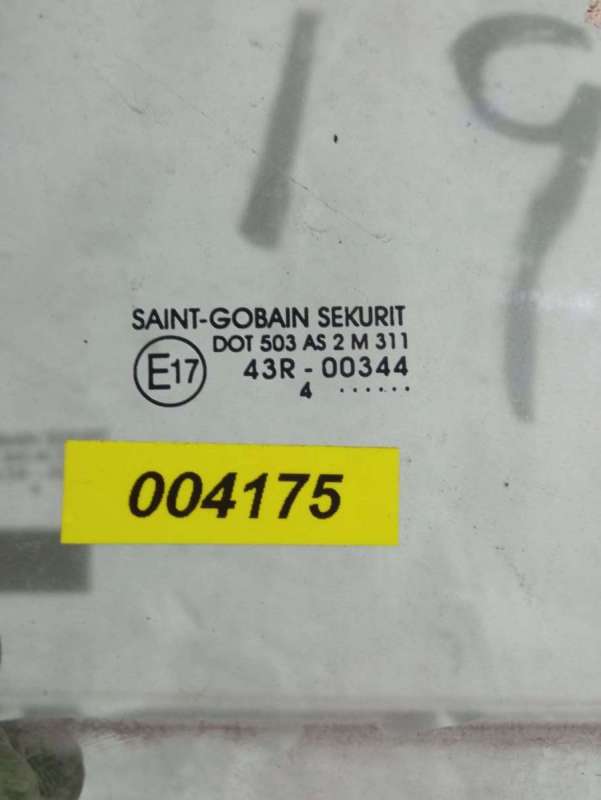 19
SAINT-GOBAIN SEKURIT
DOT 503 AS 2 M 311
E17 43R - 00344
4 ......
004175